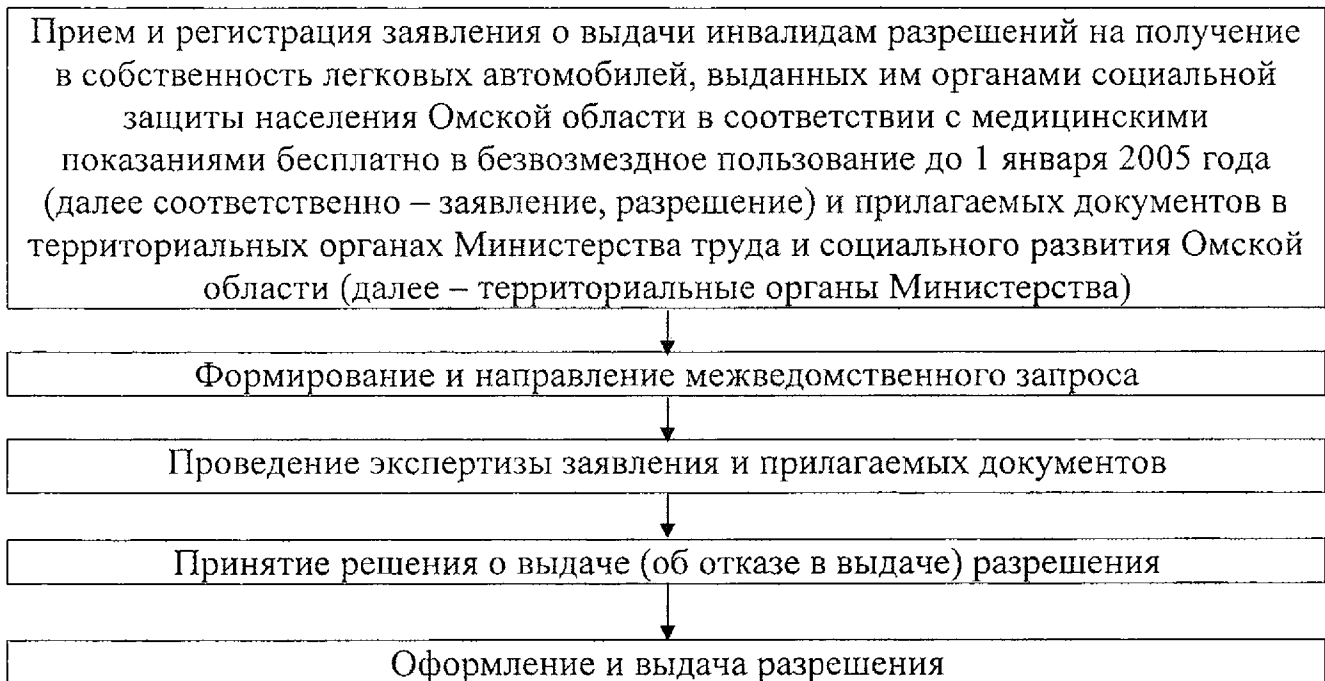 Прием и регистрация заявления о выдачи инвалидам разрешений на получение
в собственность легковых автомобилей, выданных им органами социальной
защиты населения Омской области в соответствии с медицинскими
показаниями бесплатно в безвозмездное пользование до 1 января 2005 года
(далее соответственно – заявление, разрешение) и прилагаемых документов в
территориальных органах Министерства труда и социального развития Омской
области (далее – территориальные органы Министерства)
Формирование и направление межведомственного запроса
Проведение экспертизы заявления и прилагаемых документов
Принятие решения о выдаче (об отказе в выдаче) разрешения
Оформление и выдача разрешения